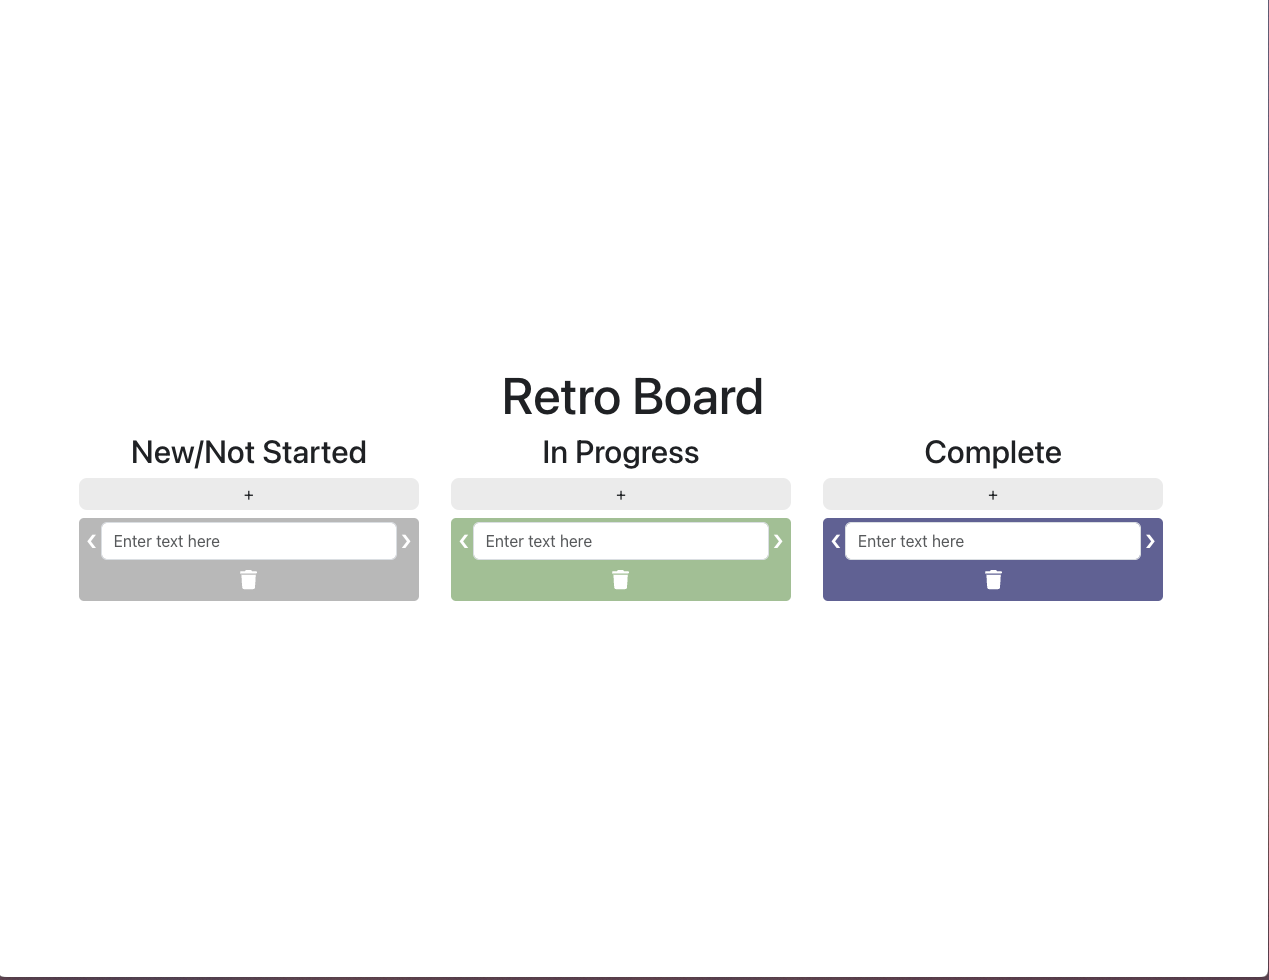 Retro Board
New/Not Started
In Progress
Complete
+
+
+
❮ Enter text here ❯
❮ Enter text here ❯
❮ Enter text here ❯